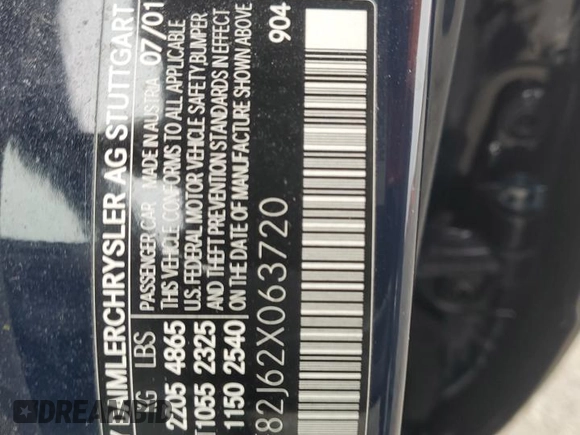 DAIMLERCHRYSLER AG STUTTGART
KG LBS PASSENGER CAR MADE IN AUSTRIA 07/01
2205 4865 THIS VEHICLE CONFORMS TO ALL APPLICABLE
1055 2325 U.S. FEDERAL MOTOR VEHICLE SAFETY, BUMPER
1150 2540 AND THEFT PREVENTION STANDARDS IN EFFECT
ON THE DATE OF MANUFACTURE SHOWN ABOVE
82J62X063720 904
DREAMBID